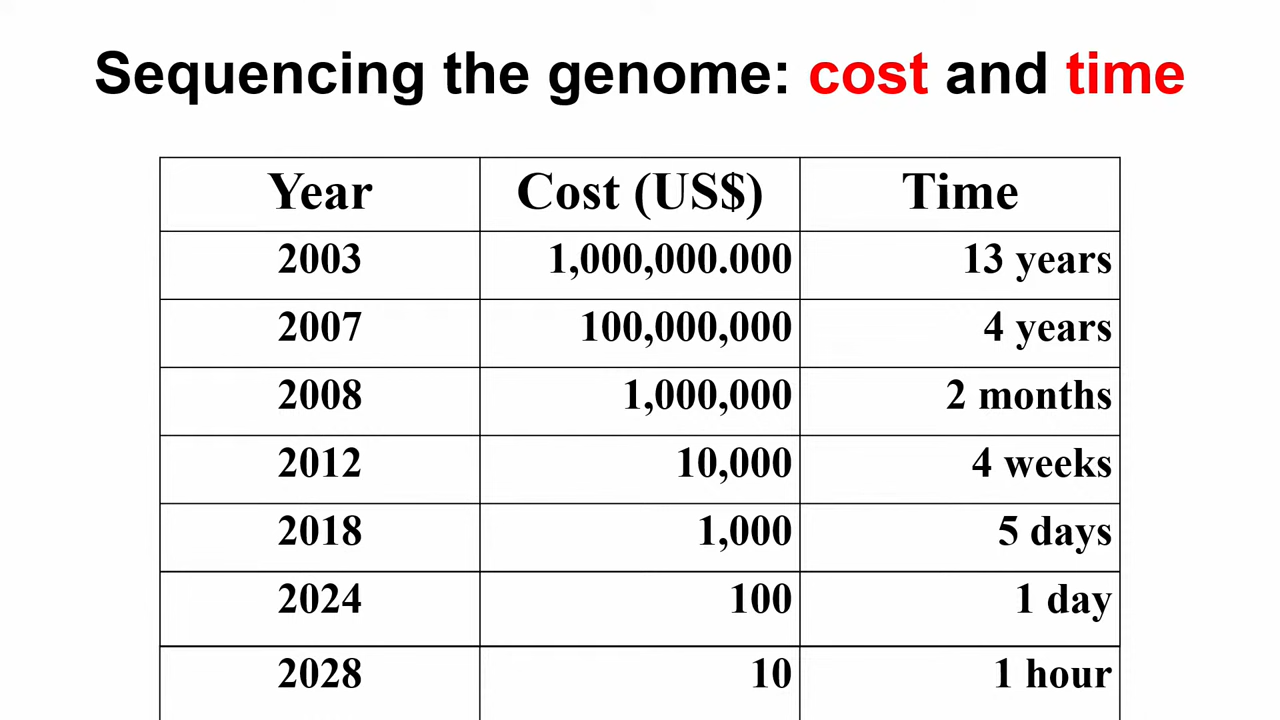 Sequencing the genome: cost and time
Year Cost (US$) Time
2003 1,000,000.000 13 years
2007 100,000,000 4 years
2008 1,000,000 2 months
2012 10,000 4 weeks
2018 1,000 5 days
2024 100 1 day
2028 10 1 hour